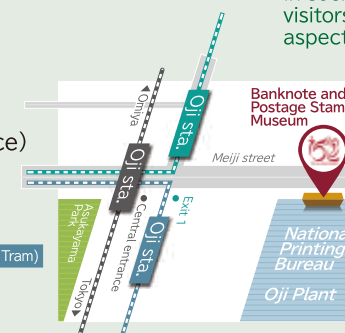 visitors
aspect
Banknote and
Postage Stam
Museum
◀Omiya
Oji sta.
ce)
Oji sta.
Meiji street
Asukayama
Park
Central entrance
Exit 1
Oji sta.
Nationa
Printing
Bureau
Oji Plant
Tram)
Tokyo▶